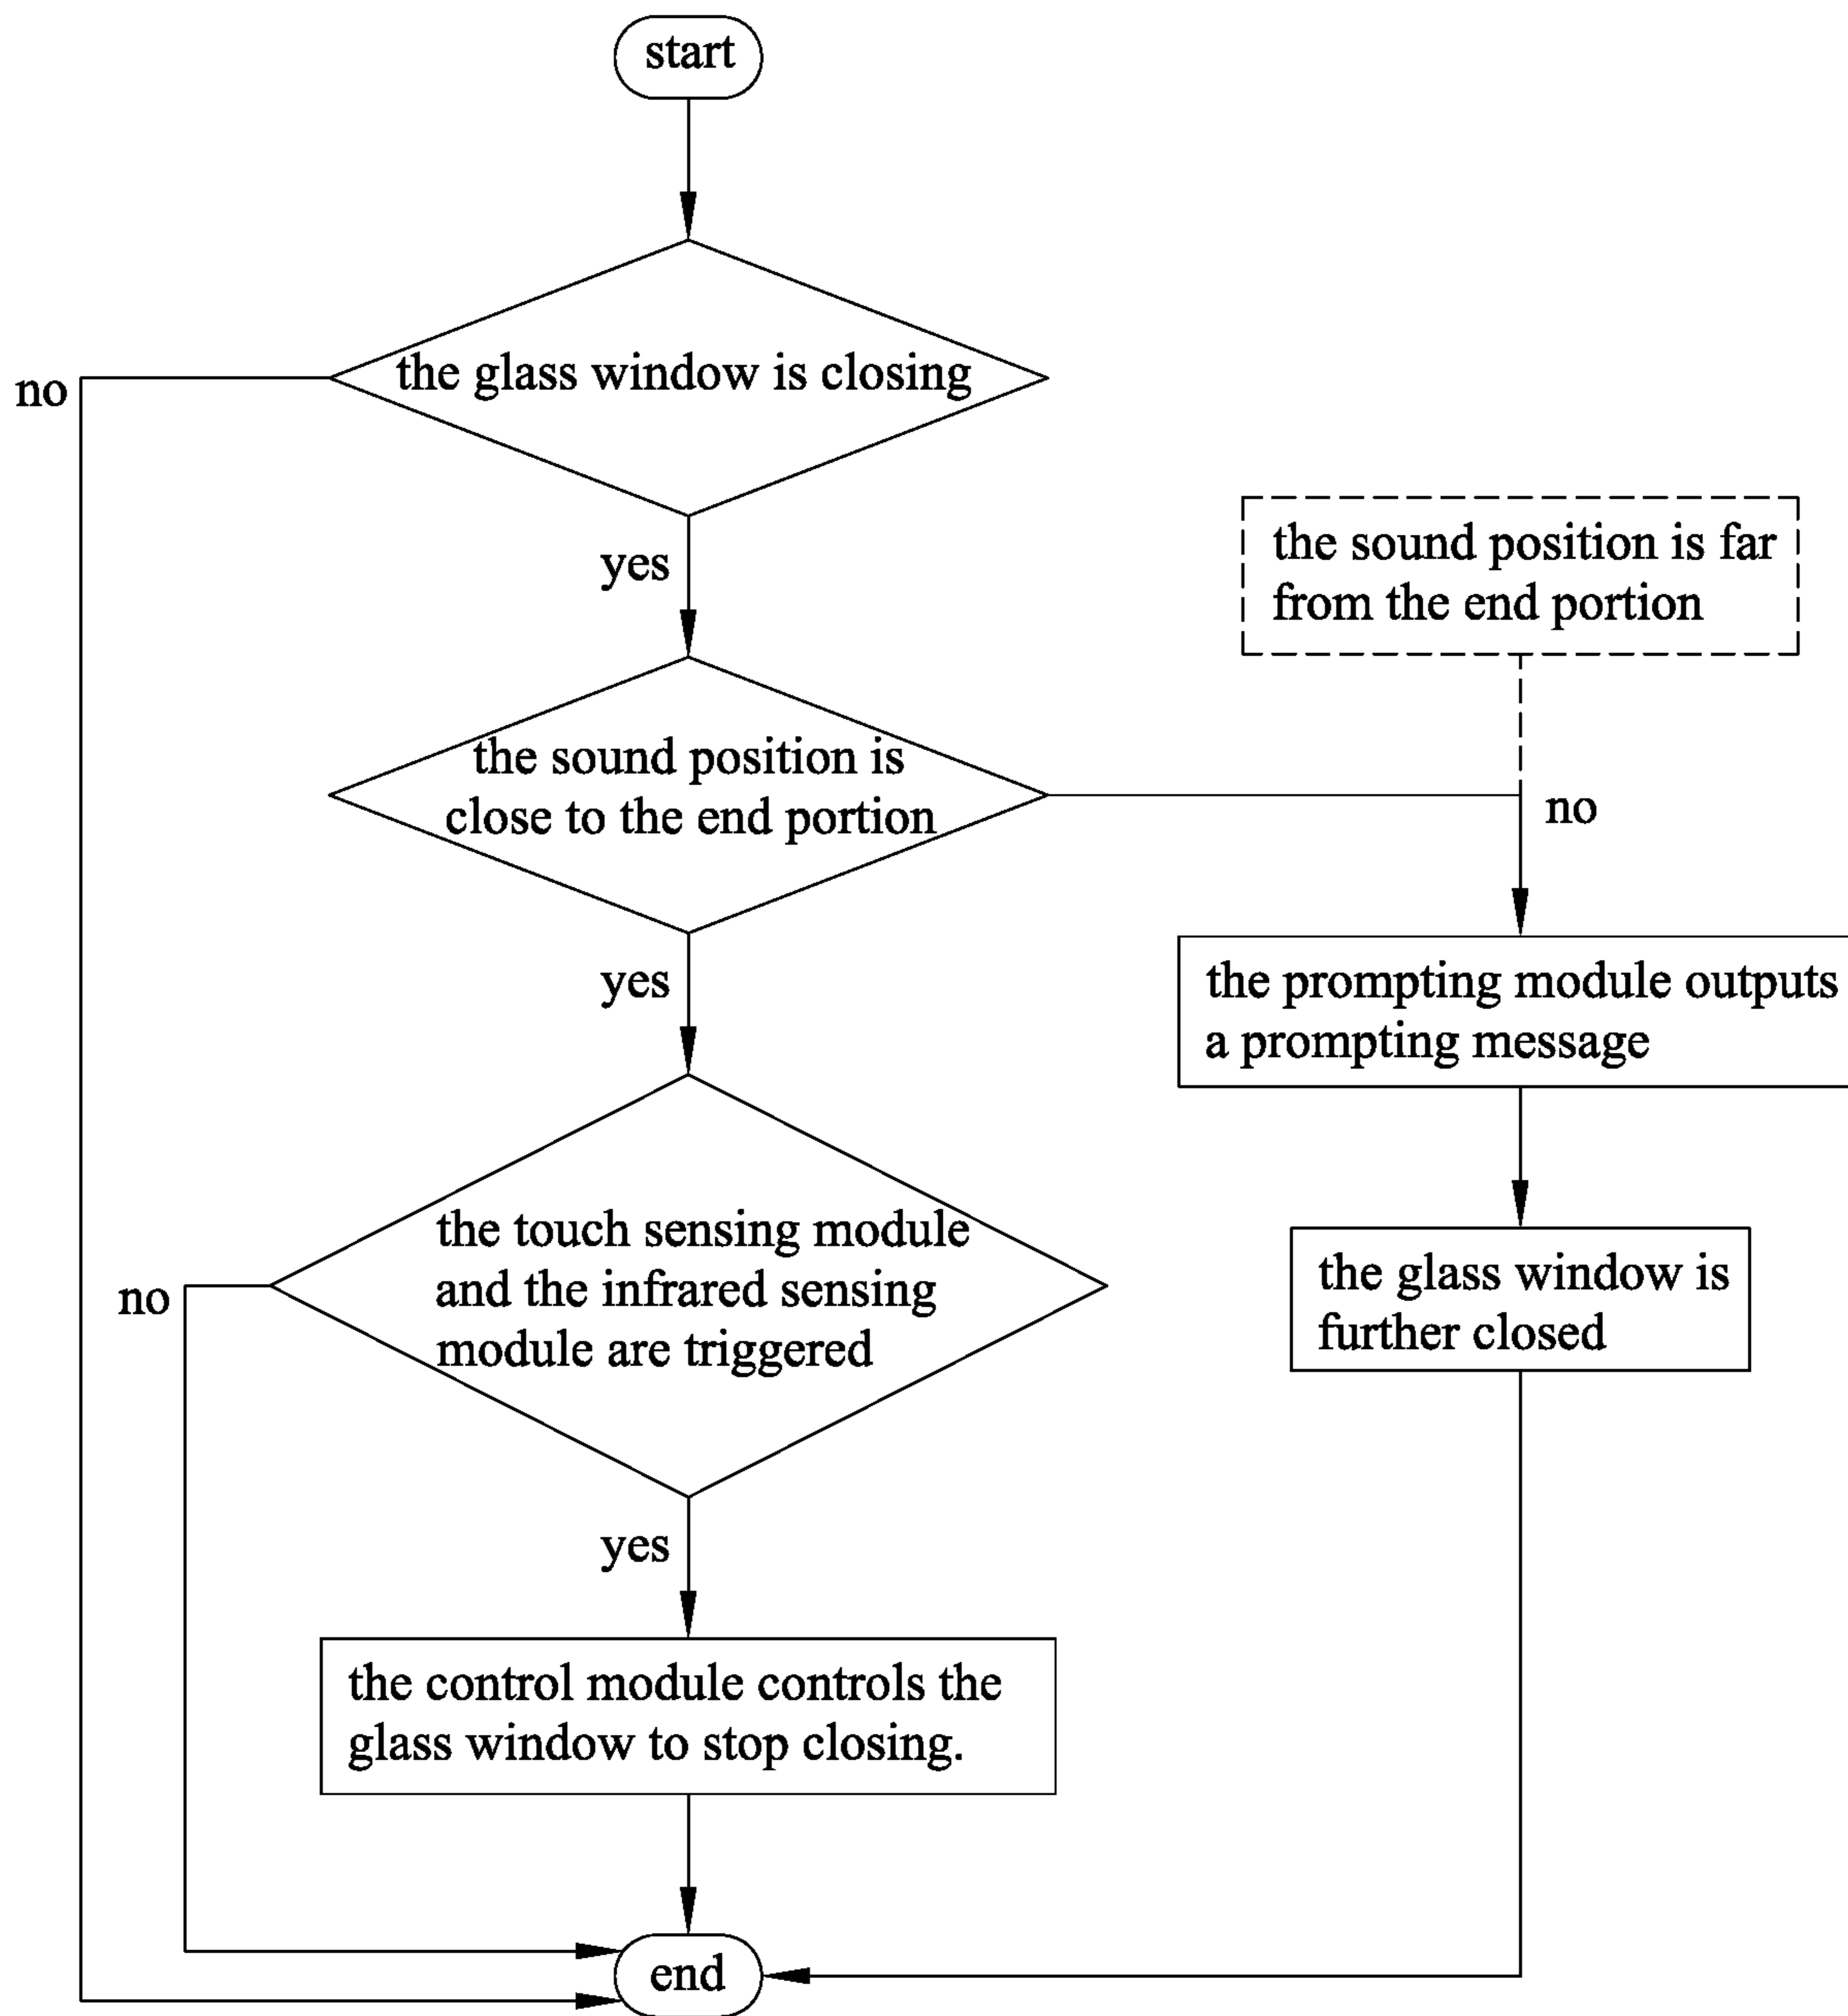 start
the glass window is closing
no
yes
the sound position is far
from the end portion
the sound position is
close to the end portion
no
yes
the prompting module outputs
a prompting message
the touch sensing module
and the infrared sensing
module are triggered
no
the glass window is
further closed
yes
the control module controls the
glass window to stop closing.
end